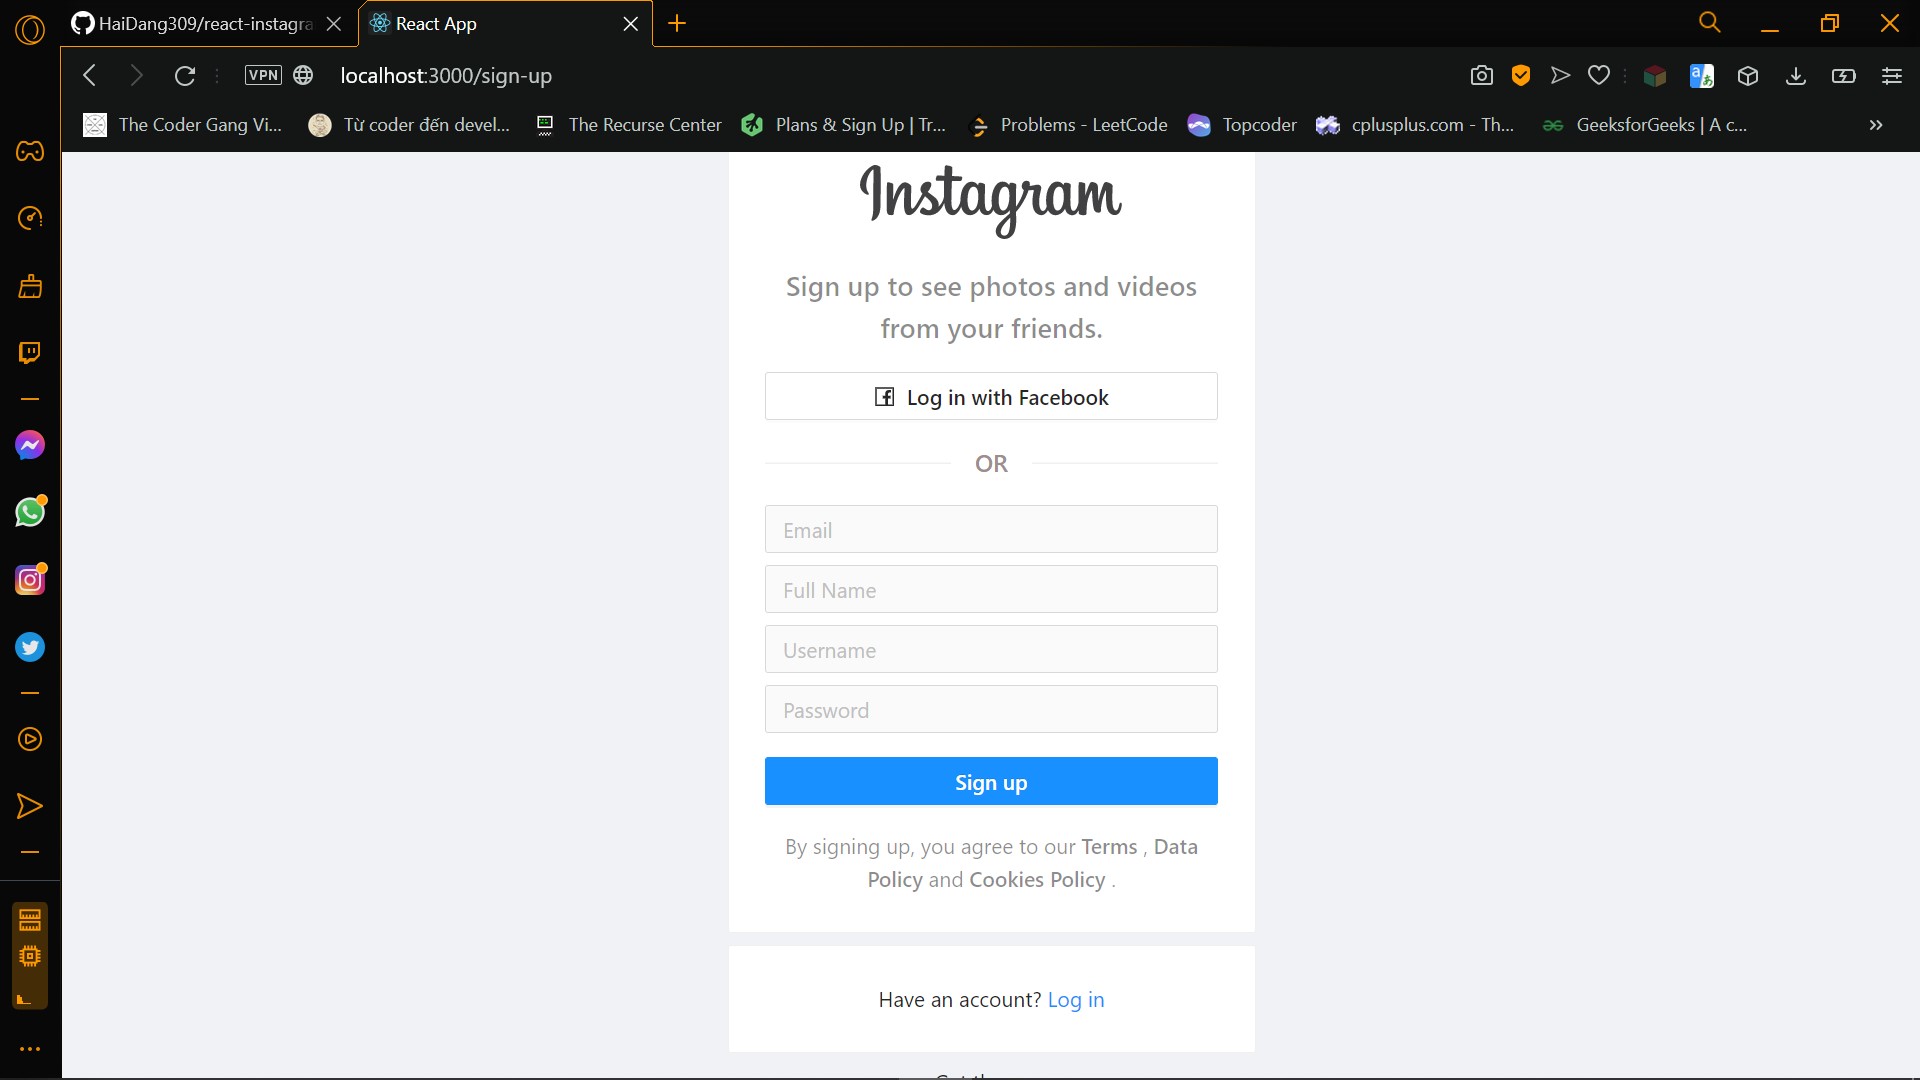 HaiDang309/react-instagra
React App
VPN
localhost:3000/sign-up
The Coder Gang Vi...
Từ coder đến devel...
The Recurse Center
Plans & Sign Up | Tr...
Problems - LeetCode
Topcoder
cplusplus.com - Th...
GeeksforGeeks | A c...
Instagram
Sign up to see photos and videos
from your friends.
Log in with Facebook
OR
Email
Full Name
Username
Password
Sign up
By signing up, you agree to our Terms , Data
Policy and Cookies Policy .
Have an account? Log in